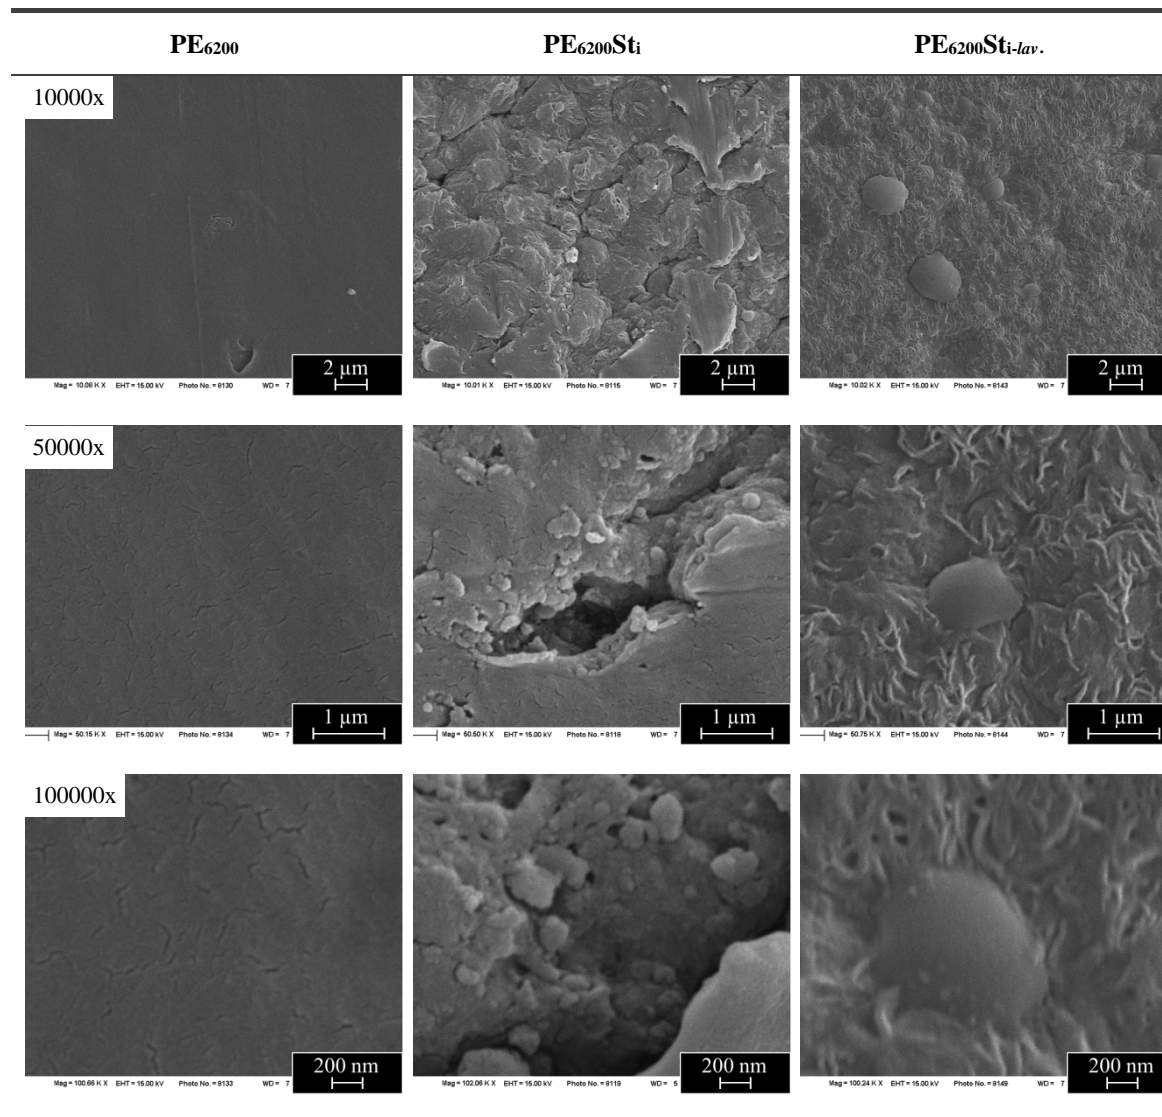 PE6200 PE6200Sti PE6200Sti-lav.
10000x
2 µm 2 µm 2 µm
Mag = 10.08 K X EHT = 15.00 kV Photo No. = 8130 WD = 7
Mag = 10.01 K X EHT = 15.00 kV Photo No. = 8115 WD = 7
Mag = 10.02 K X EHT = 15.00 kV Photo No. = 8143 WD = 7
50000x
1 µm 1 µm 1 µm
Mag = 50.15 K X EHT = 15.00 kV Photo No. = 8134 WD = 7
Mag = 50.50 K X EHT = 15.00 kV Photo No. = 8118 WD = 7
Mag = 50.75 K X EHT = 15.00 kV Photo No. = 8144 WD = 7
100000x
200 nm 200 nm 200 nm
Mag = 100.66 K X EHT = 15.00 kV Photo No. = 8133 WD = 7
Mag = 102.06 K X EHT = 15.00 kV Photo No. = 8119 WD = 5
Mag = 100.24 K X EHT = 15.00 kV Photo No. = 8149 WD = 7